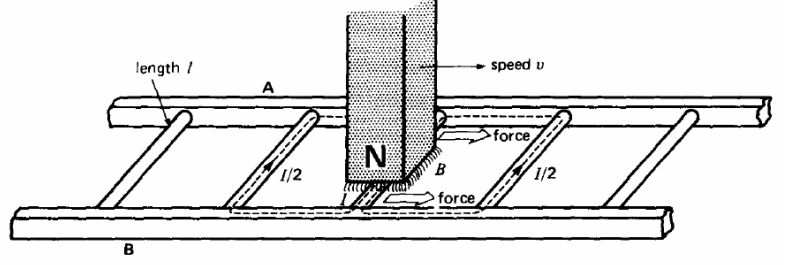 length l
A
speed v
N
force
B
I/2
I/2
I
force
B